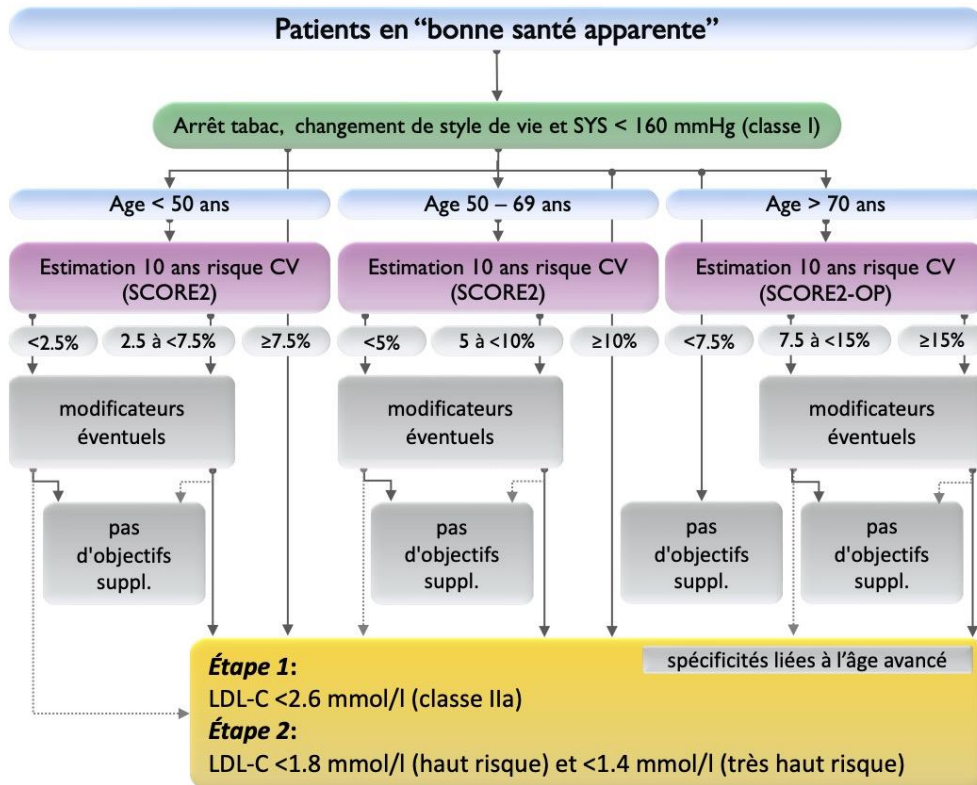 Patients en “bonne santé apparente”
Arrêt tabac, changement de style de vie et SYS < 160 mmHg (classe I)
Age < 50 ans
Age 50 – 69 ans
Age > 70 ans
Estimation 10 ans risque CV
(SCORE2)
Estimation 10 ans risque CV
(SCORE2)
Estimation 10 ans risque CV
(SCORE2-OP)
<2.5%
2.5 à <7.5%
≥7.5%
<5%
5 à <10%
≥10%
<7.5%
7.5 à <15%
≥15%
modificateurs
éventuels
modificateurs
éventuels
modificateurs
éventuels
pas
d'objectifs
suppl.
pas
d'objectifs
suppl.
pas
d'objectifs
suppl.
pas
d'objectifs
suppl.
spécificités liées à l’âge avancé
Étape 1:
LDL-C <2.6 mmol/l (classe IIa)
Étape 2:
LDL-C <1.8 mmol/l (haut risque) et <1.4 mmol/l (très haut risque)